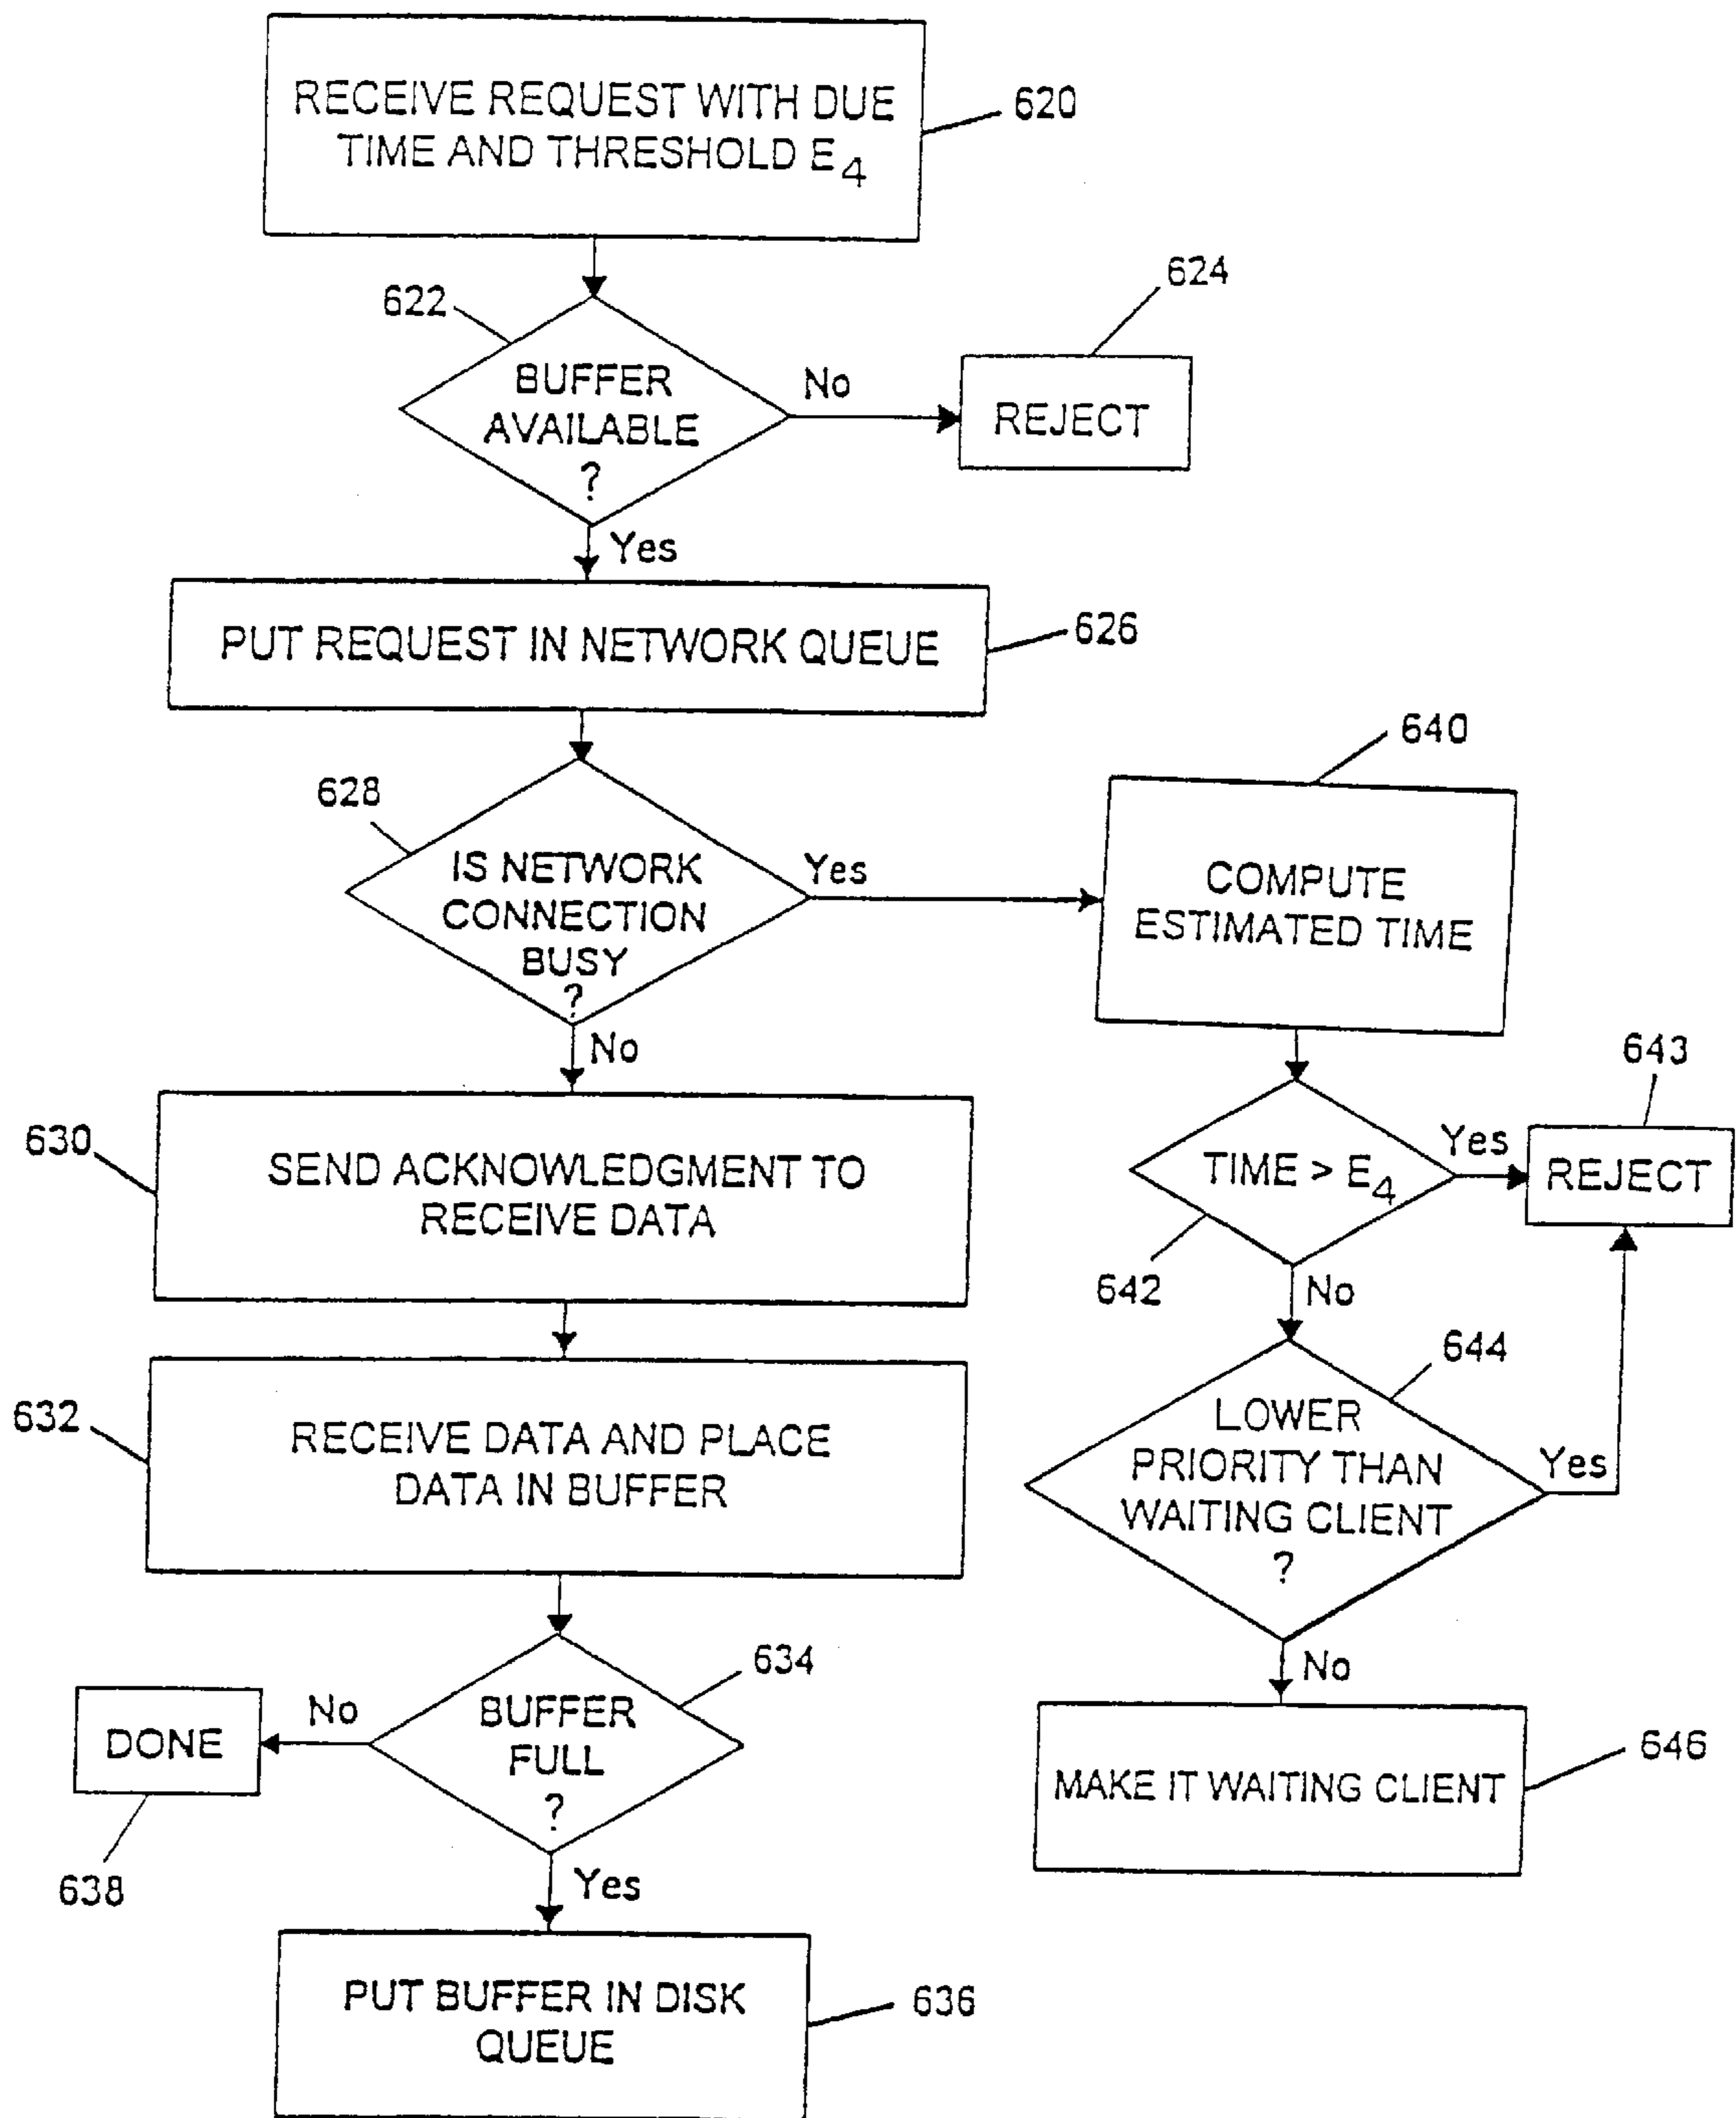 RECEIVE REQUEST WITH DUE
TIME AND THRESHOLD E4
620
622
BUFFER
AVAILABLE
?
No
624
REJECT
Yes
PUT REQUEST IN NETWORK QUEUE
626
628
IS NETWORK
CONNECTION
BUSY
?
Yes
640
COMPUTE
ESTIMATED TIME
No
630
SEND ACKNOWLEDGMENT TO
RECEIVE DATA
TIME > E4
642
Yes
643
REJECT
No
632
RECEIVE DATA AND PLACE
DATA IN BUFFER
644
LOWER
PRIORITY THAN
WAITING CLIENT
?
Yes
634
BUFFER
FULL
?
No
DONE
638
No
MAKE IT WAITING CLIENT
646
Yes
PUT BUFFER IN DISK
QUEUE
636